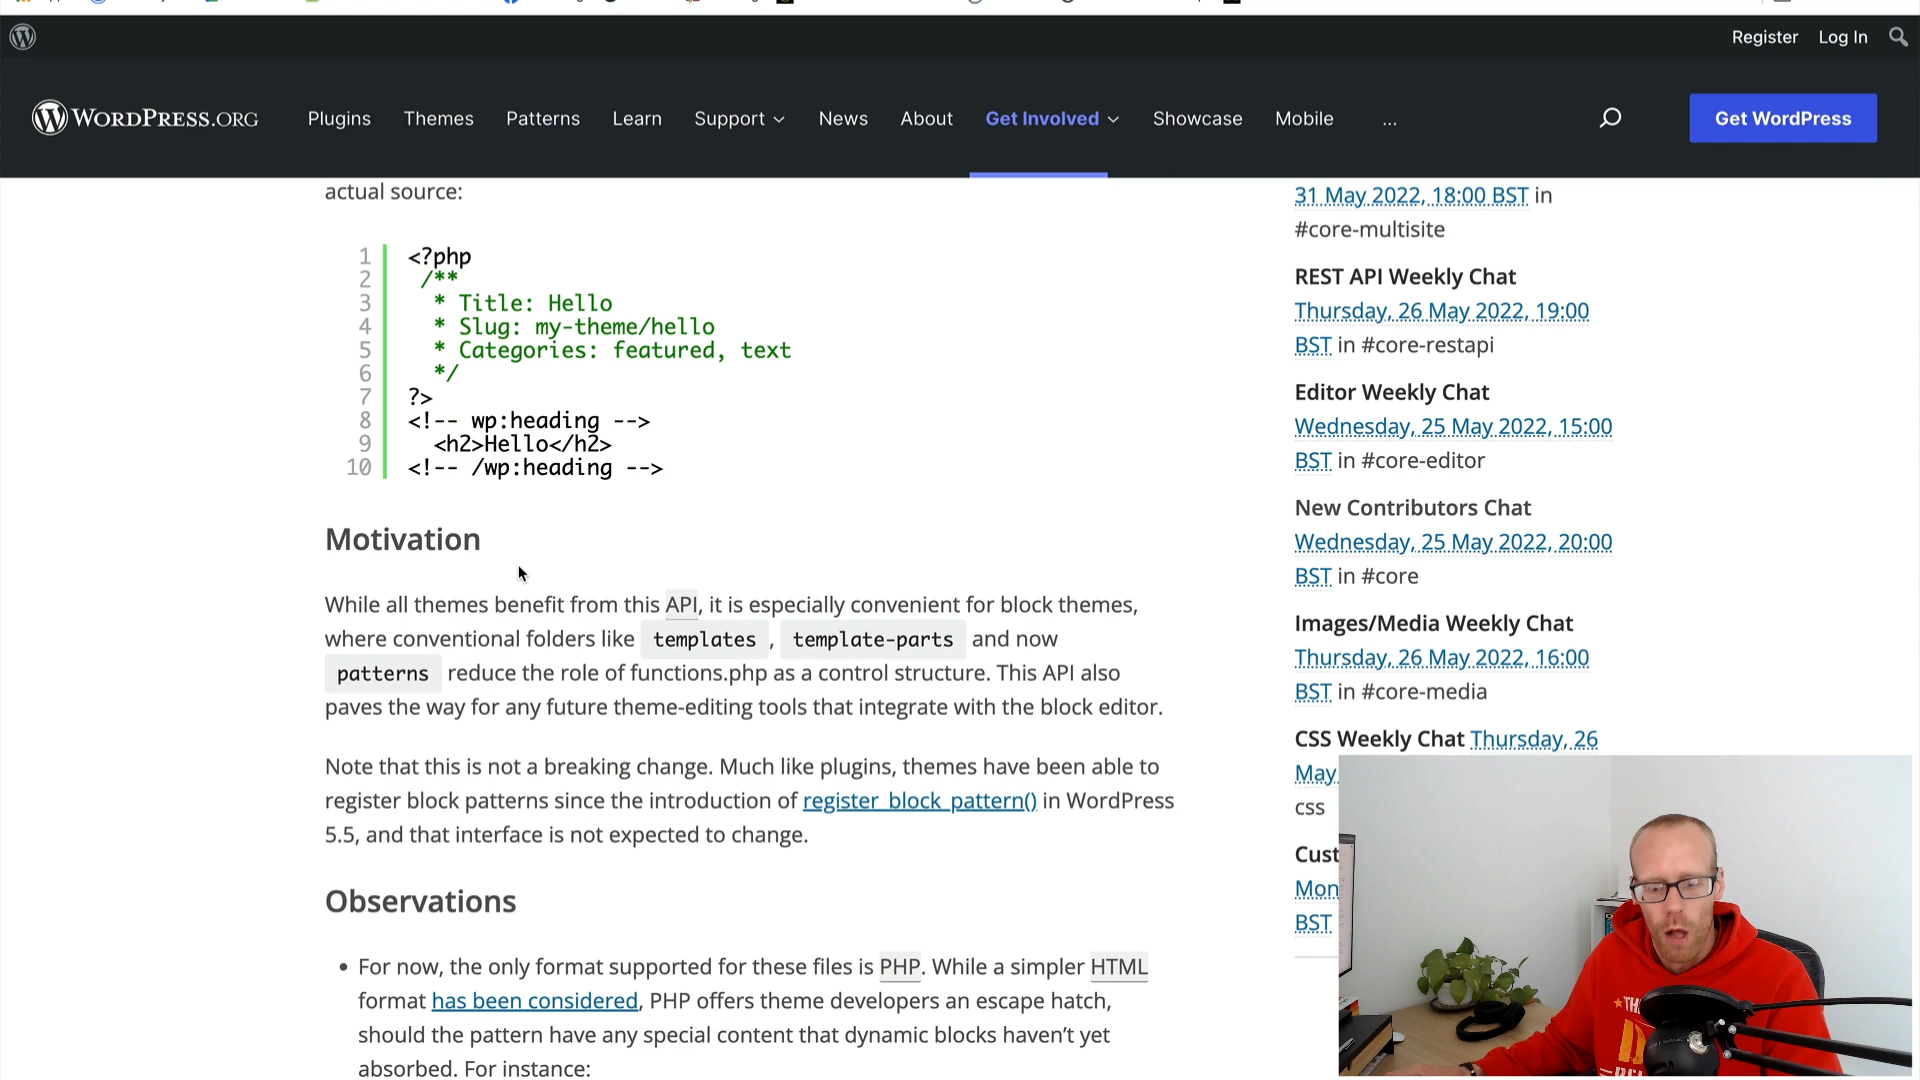 Register Log In
WORDPRESS.ORG Plugins Themes Patterns Learn Support News About Get Involved Showcase Mobile ... Get WordPress
actual source:
1 <?php
2 /**
3 * Title: Hello
4 * Slug: my-theme/hello
5 * Categories: featured, text
6 */
7 ?>
8 <!-- wp:heading -->
9 <h2>Hello</h2>
10 <!-- /wp:heading -->
Motivation
While all themes benefit from this API, it is especially convenient for block themes,
where conventional folders like templates , template-parts and now
patterns reduce the role of functions.php as a control structure. This API also
paves the way for any future theme-editing tools that integrate with the block editor.
Note that this is not a breaking change. Much like plugins, themes have been able to
register block patterns since the introduction of register_block_pattern() in WordPress
5.5, and that interface is not expected to change.
Observations
• For now, the only format supported for these files is PHP. While a simpler HTML
format has been considered, PHP offers theme developers an escape hatch,
should the pattern have any special content that dynamic blocks haven't yet
absorbed. For instance:
31 May 2022, 18:00 BST in
#core-multisite
REST API Weekly Chat
Thursday, 26 May 2022, 19:00
BST in #core-restapi
Editor Weekly Chat
Wednesday, 25 May 2022, 15:00
BST in #core-editor
New Contributors Chat
Wednesday, 25 May 2022, 20:00
BST in #core
Images/Media Weekly Chat
Thursday, 26 May 2022, 16:00
BST in #core-media
CSS Weekly Chat Thursday, 26
May
css
Cust
Mon
BST